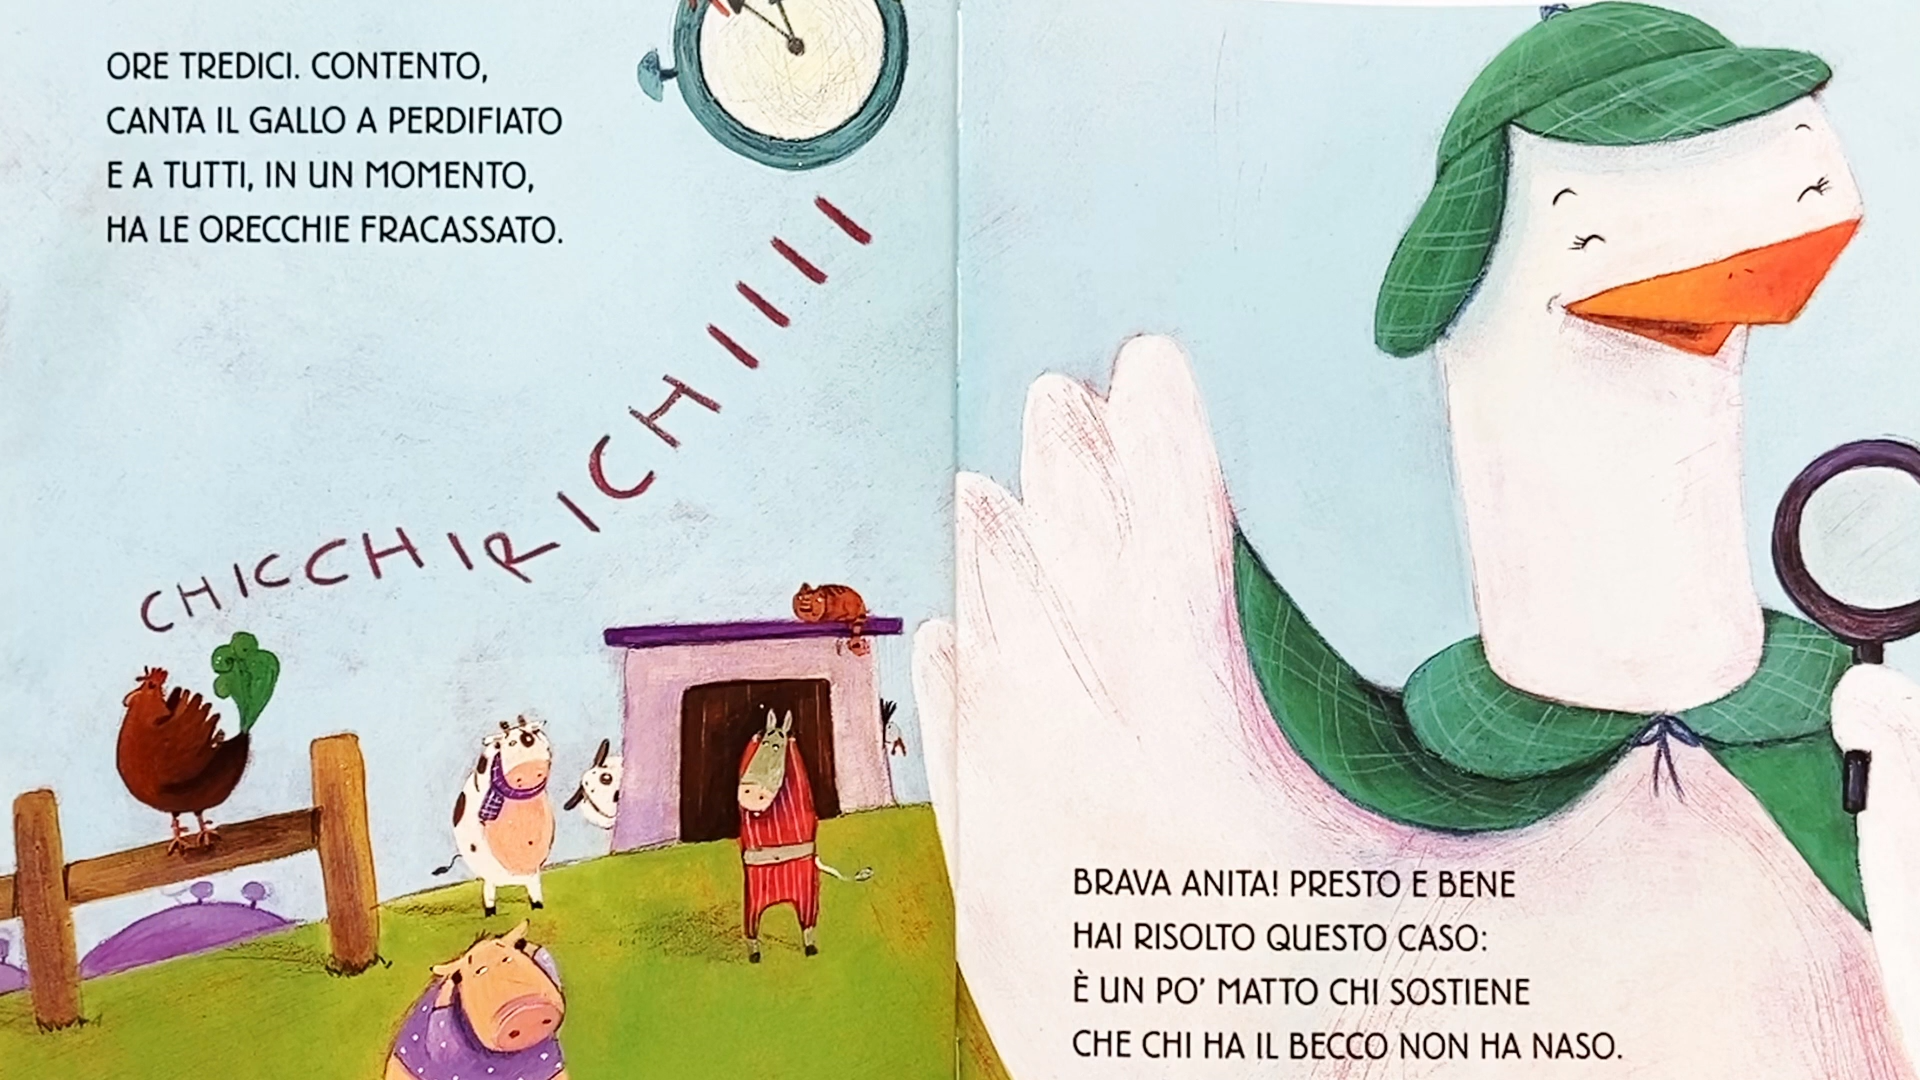 ORE TREDICI. CONTENTO,
CANTA IL GALLO A PERDIFIATO
E A TUTTI, IN UN MOMENTO,
HA LE ORECCHIE FRACASSATO.
CHICCHIRICHIIII
BRAVA ANITA! PRESTO E BENE
HAI RISOLTO QUESTO CASO:
È UN PO' MATTO CHI SOSTIENE
CHE CHI HA IL BECCO NON HA NASO.